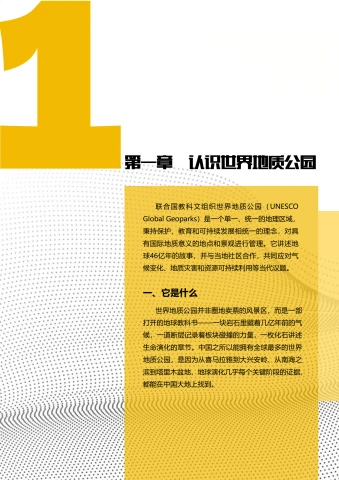 1
第一章 认识世界地质公园
联合国教科文组织世界地质公园（UNESCO
Global Geoparks）是一个单一、统一的地理区域，
秉持保护、教育和可持续发展相统一的理念，对具
有国际地质意义的地点和景观进行管理。它讲述地
球46亿年的故事，并与当地社区合作，共同应对气
候变化、地质灾害和资源可持续利用等当代议题。
一、它是什么
世界地质公园并非圈地卖票的风景区，而是一部
打开的地球教科书——一块岩石里藏着几亿年前的气
候，一道断层记录着板块碰撞的力量，一枚化石讲述
生命演化的章节。中国之所以能拥有全球最多的世界
地质公园，是因为从喜马拉雅到大兴安岭、从南海之
滨到塔里木盆地，地球演化几乎每个关键阶段的证据，
都能在中国大地上找到。